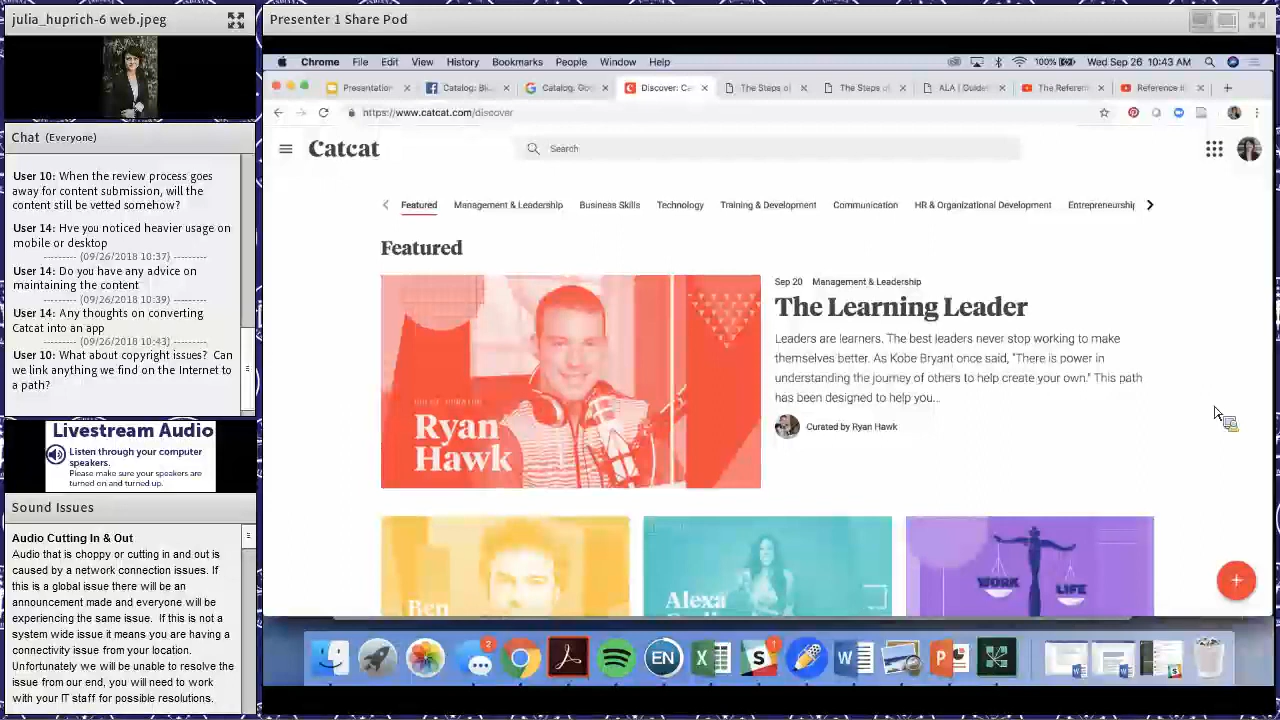 julia_huprich-6 web.jpeg
Chat (Everyone)
User 10: When the review process goes
away for content submission, will the
content still be vetted somehow?
User 14: Hve you noticed heavier usage on
mobile or desktop
--------- {09/26/2018 10:37} ---------
User 14: Do you have any advice on
maintaining the content
--------- {09/26/2018 10:39} ---------
User 14: Any thoughts on converting
Catcat into an app
--------- {09/26/2018 10:43} ---------
User 10: What about copyright issues? Can
we link anything we find on the Internet to
a path?
Livestream Audio
Listen through your computer
speakers.
Please make sure your speakers are
turned on and turned up.
Sound Issues
Audio Cutting In & Out
Audio that is choppy or cutting in and out is
caused by a network connection issues. If
this is a global issue there will be an
announcement made and everyone will be
experiencing the same issue. If this is not a
system wide issue it means you are having a
connectivity issue from your location.
Unfortunately we will be unable to resolve the
issue from our end, you will need to work
with your IT staff for possible resolutions.
Presenter 1 Share Pod
Chrome File Edit View History Bookmarks People Window Help 100% Wed Sep 26 10:43 AM
Presentation × Catalog: Bl × Catalog: Goo × Discover: Ca × The Steps of × The Steps of × ALA | Guidel × The Referen × Reference II ×
https://www.catcat.com/discover
Catcat
Search
Featured Management & Leadership Business Skills Technology Training & Development Communication HR & Organizational Development Entrepreneurship
Featured
Ryan
Hawk
Sep 20 Management & Leadership
The Learning Leader
Leaders are learners. The best leaders never stop working to make
themselves better. As Kobe Bryant once said, "There is power in
understanding the journey of others to help create your own." This path
has been designed to help you...
Curated by Ryan Hawk
Ben
Alexa
WORK
LIFE
2
EN
1